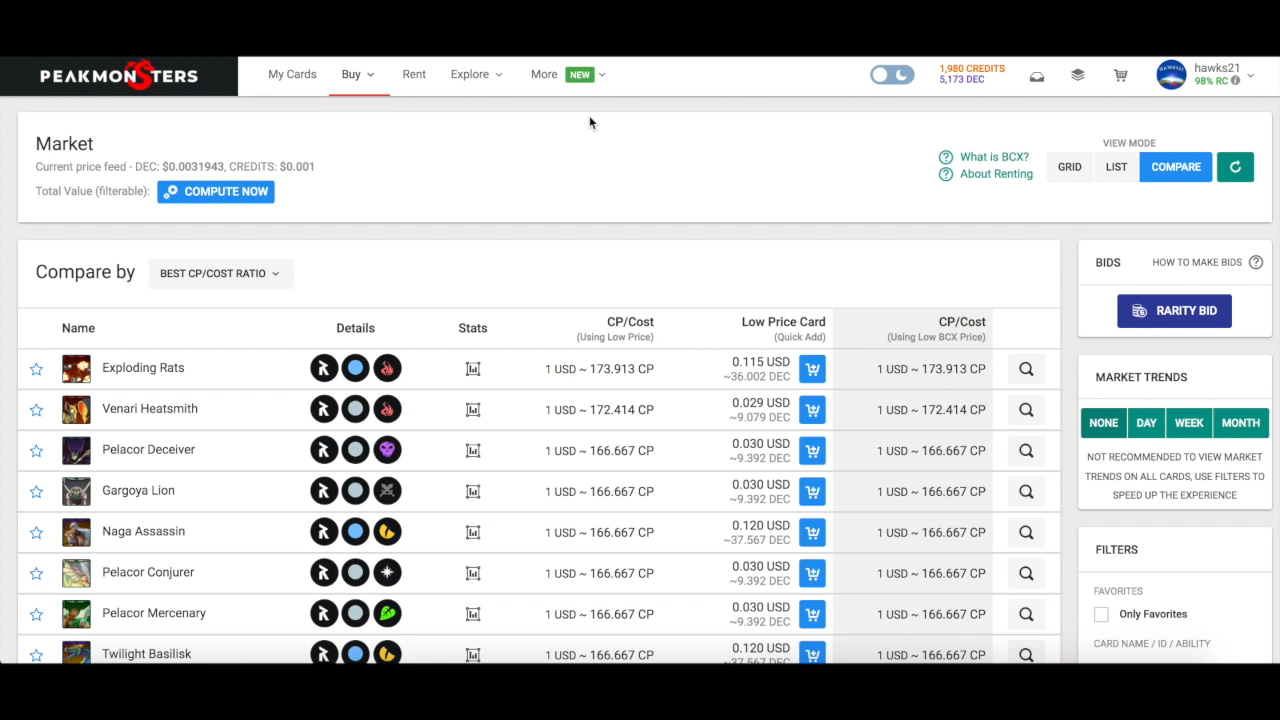 PEAKMONSTERS
My Cards Buy Rent Explore More NEW
1,980 CREDITS
5,173 DEC
hawks21
98% RC
Market
Current price feed - DEC: $0.0031943, CREDITS: $0.001
Total Value (filterable): COMPUTE NOW
What is BCX?
About Renting
VIEW MODE
GRID LIST COMPARE
Compare by BEST CP/COST RATIO
Name Details Stats CP/Cost (Using Low Price) Low Price Card (Quick Add) CP/Cost (Using Low BCX Price)
Exploding Rats 1 USD ~ 173.913 CP 0.115 USD 1 USD ~ 173.913 CP
~36.002 DEC
Venari Heatsmith 1 USD ~ 172.414 CP 0.029 USD 1 USD ~ 172.414 CP
~9.079 DEC
Pelacor Deceiver 1 USD ~ 166.667 CP 0.030 USD 1 USD ~ 166.667 CP
~9.392 DEC
Gargoya Lion 1 USD ~ 166.667 CP 0.030 USD 1 USD ~ 166.667 CP
~9.392 DEC
Naga Assassin 1 USD ~ 166.667 CP 0.120 USD 1 USD ~ 166.667 CP
~37.567 DEC
Pelacor Conjurer 1 USD ~ 166.667 CP 0.030 USD 1 USD ~ 166.667 CP
~9.392 DEC
Pelacor Mercenary 1 USD ~ 166.667 CP 0.030 USD 1 USD ~ 166.667 CP
~9.392 DEC
Twilight Basilisk 1 USD ~ 166.667 CP 0.120 USD 1 USD ~ 166.667 CP
~37.567 DEC
BIDS HOW TO MAKE BIDS
RARITY BID
MARKET TRENDS
NONE DAY WEEK MONTH
NOT RECOMMENDED TO VIEW MARKET
TRENDS ON ALL CARDS, USE FILTERS TO
SPEED UP THE EXPERIENCE
FILTERS
FAVORITES
Only Favorites
CARD NAME / ID / ABILITY